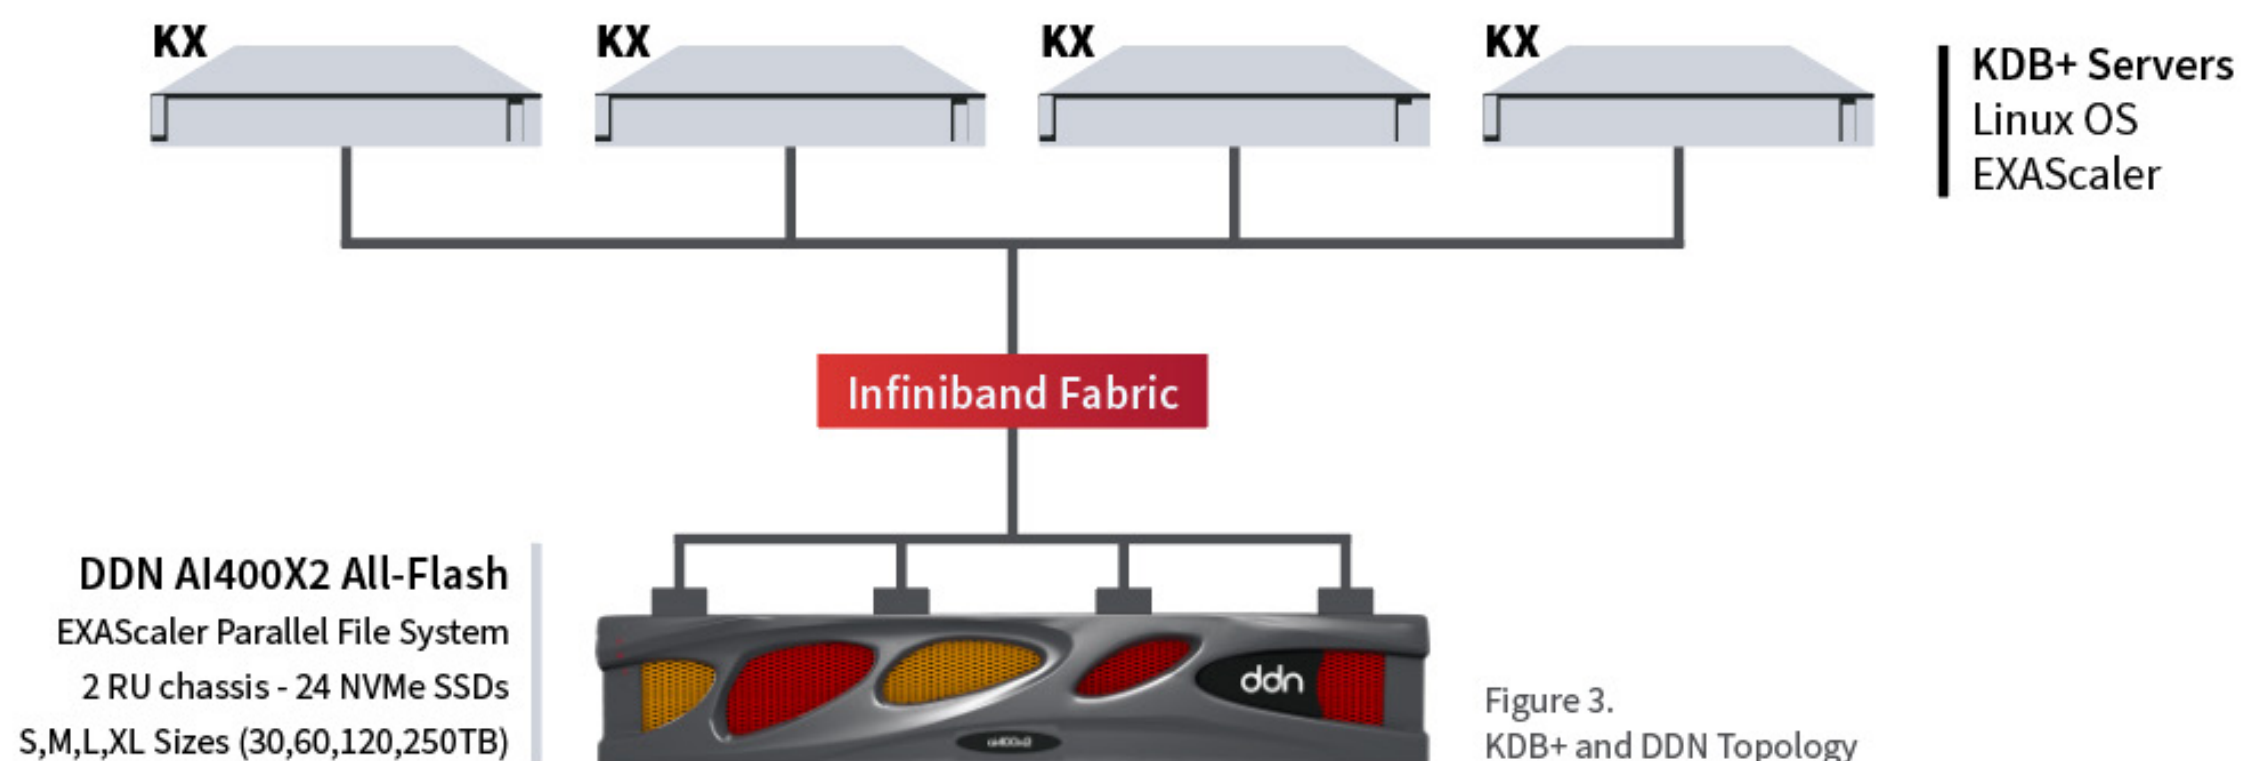 KX
KX
KX
KX
KDB+ Servers
Linux OS
EXAScaler
Infiniband Fabric
DDN AI400X2 All-Flash
EXAScaler Parallel File System
2 RU chassis - 24 NVMe SSDs
S,M,L,XL Sizes (30,60,120,250TB)
ddn
ai400x2
Figure 3.
KDB+ and DDN Topology